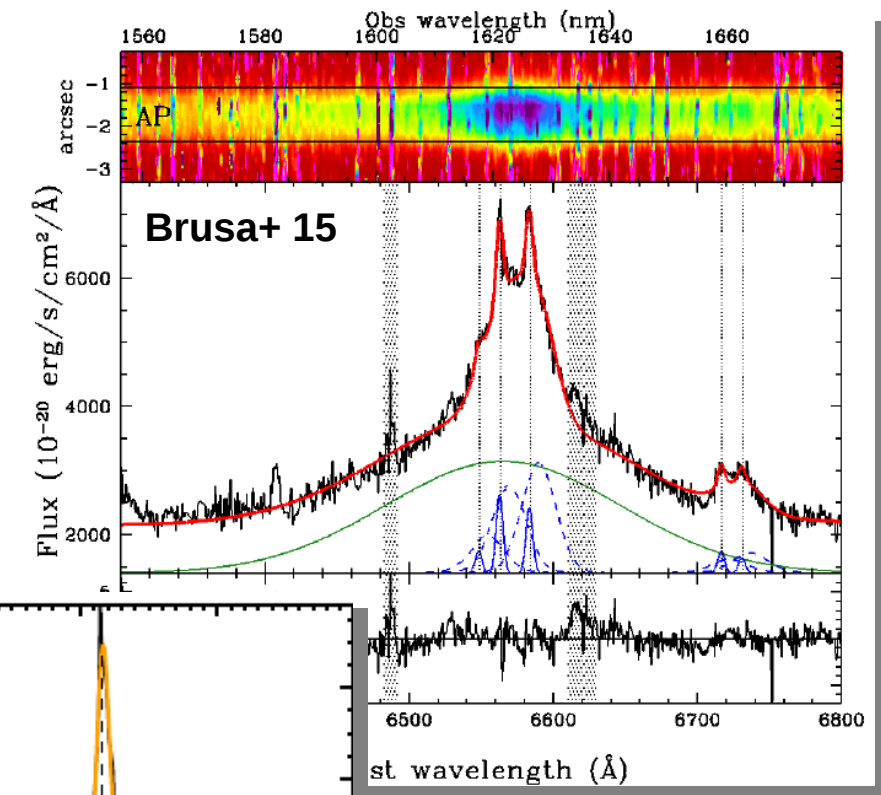 Obs wavelength (nm)
1560 1580 1600 1620 1640 1660
arcsec
-1
-2
-3
AP
Brusa+ 15
Flux (10⁻²⁰ erg/s/cm²/Å)
6000
4000
2000
6500 6600 6700 6800
st wavelength (Å)